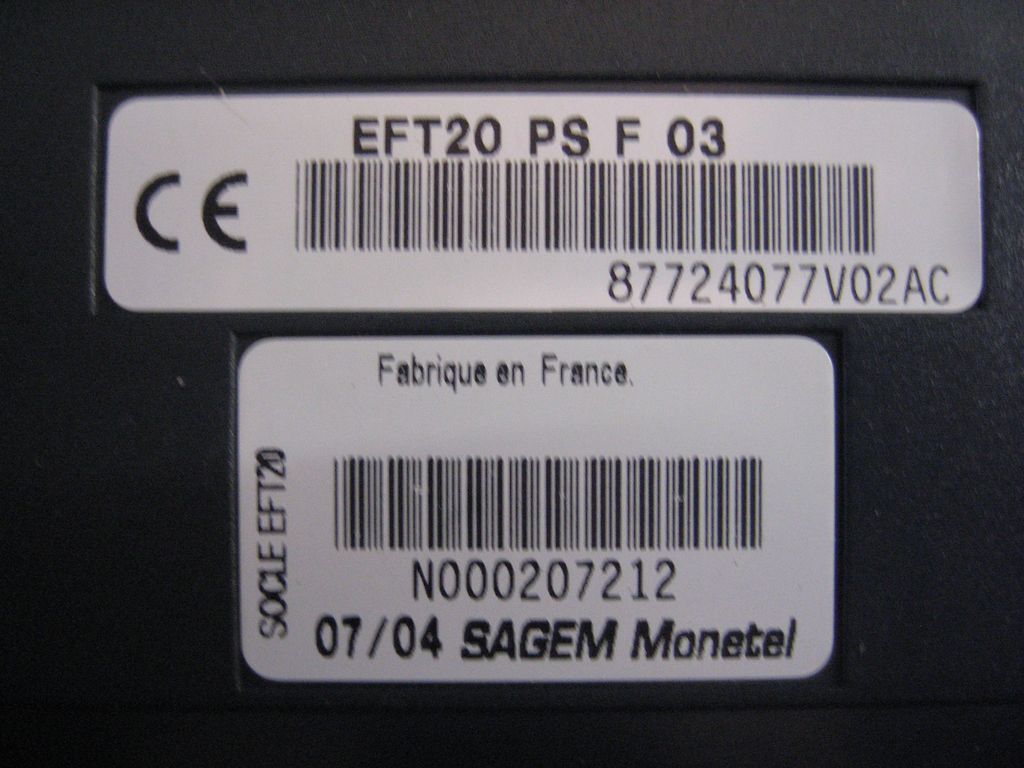 EFT20 PS F 03
CE
87724077V02AC
Fabrique en France.
SOCLE EFT20
N000207212
07/04 SAGEM Monetel